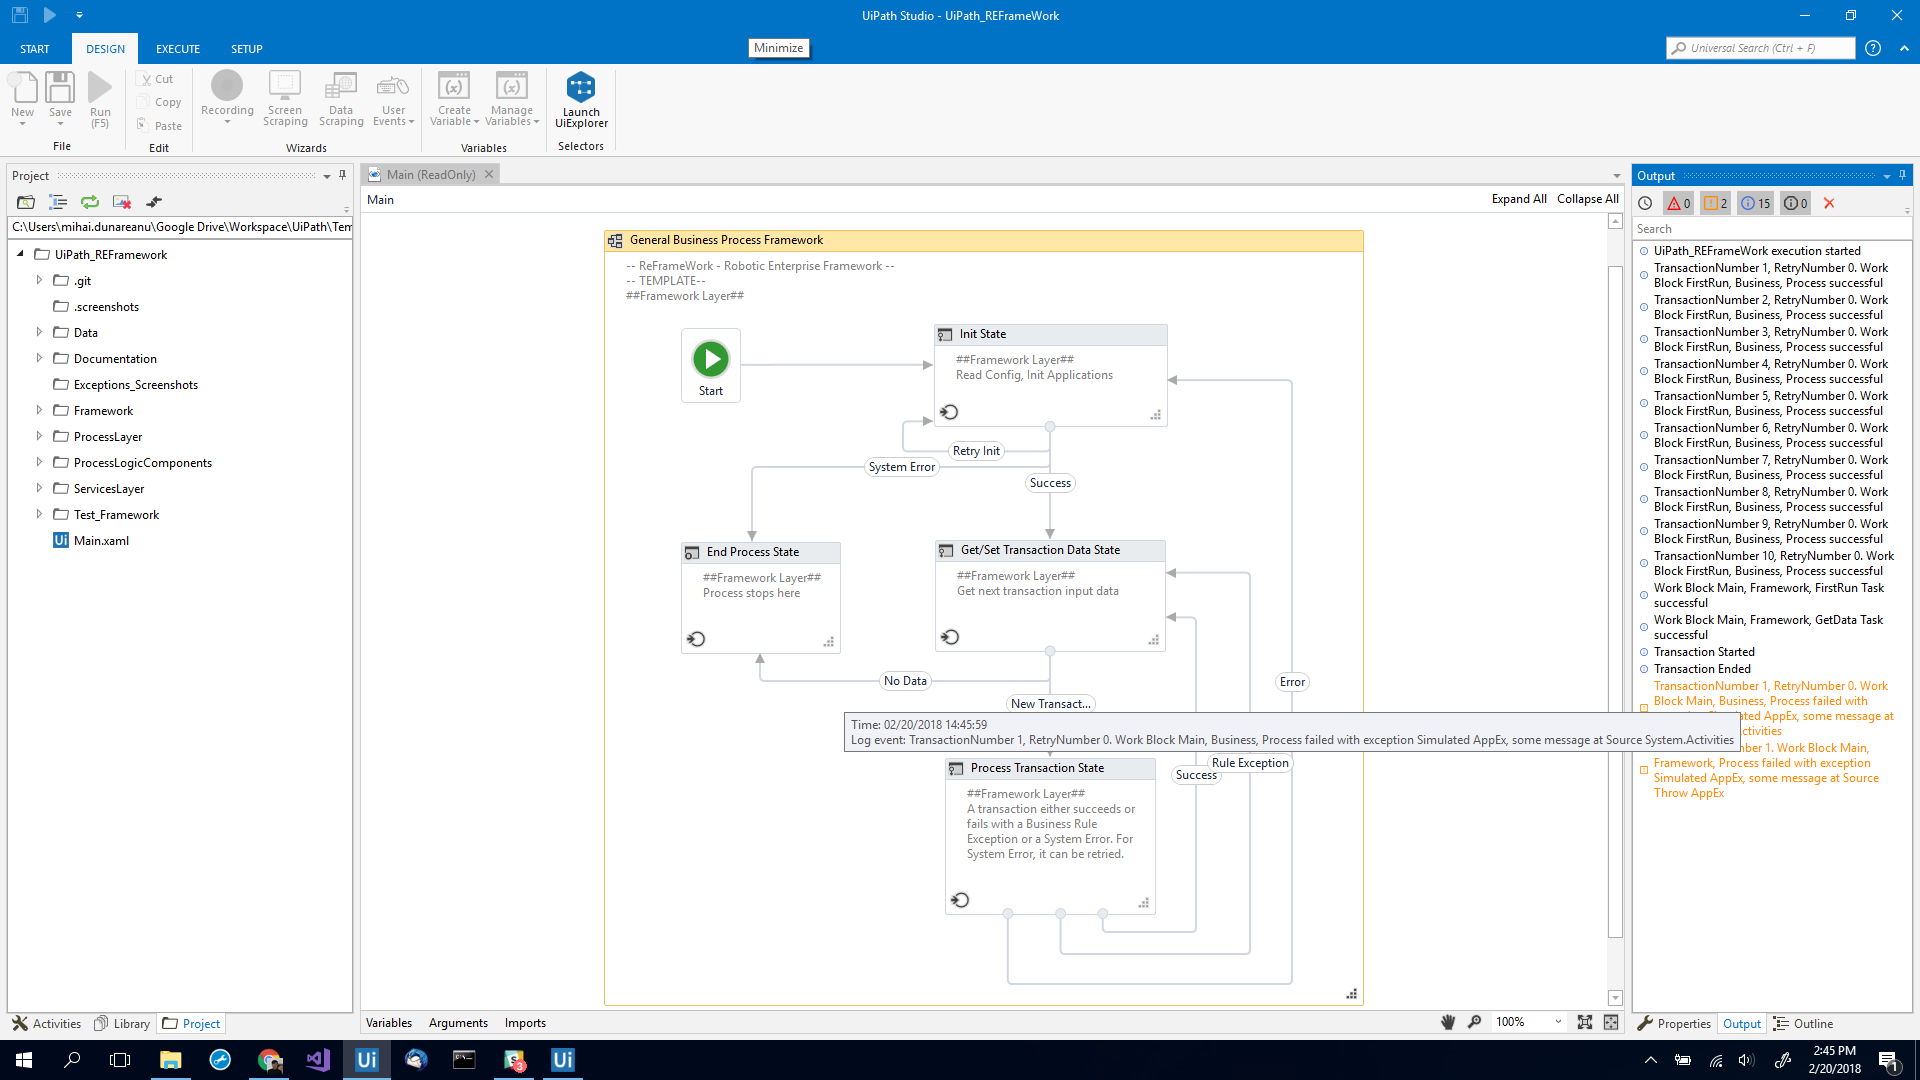 UiPath Studio - UiPath_REFrameWork
START
DESIGN
EXECUTE
SETUP
Minimize
Universal Search (Ctrl + F)
New
Save
Run
(F5)
File
Cut
Copy
Paste
Edit
Recording
Screen
Scraping
Data
Scraping
User
Events
Wizards
Create
Variable
Manage
Variables
Variables
Launch
UiExplorer
Selectors
Project
C:\Users\mihai.dunareanu\Google Drive\Workspace\UiPath\Tem
UiPath_REFramework
.git
.screenshots
Data
Documentation
Exceptions_Screenshots
Framework
ProcessLayer
ProcessLogicComponents
ServicesLayer
Test_Framework
Main.xaml
Activities
Library
Project
Main (ReadOnly)
Main
Expand All
Collapse All
General Business Process Framework
-- ReFrameWork - Robotic Enterprise Framework --
-- TEMPLATE--
##Framework Layer##
Start
Init State
##Framework Layer##
Read Config, Init Applications
Retry Init
System Error
Success
End Process State
##Framework Layer##
Process stops here
Get/Set Transaction Data State
##Framework Layer##
Get next transaction input data
No Data
New Transact...
Error
Time: 02/20/2018 14:45:59
Log event: TransactionNumber 1, RetryNumber 0. Work Block Main, Business, Process failed with exception Simulated AppEx, some message at Source System.Activities
Rule Exception
Success
Process Transaction State
##Framework Layer##
A transaction either succeeds or
fails with a Business Rule
Exception or a System Error. For
System Error, it can be retried.
Variables
Arguments
Imports
100%
Output
0
2
15
0
Search
UiPath_REFrameWork execution started
TransactionNumber 1, RetryNumber 0. Work
Block FirstRun, Business, Process successful
TransactionNumber 2, RetryNumber 0. Work
Block FirstRun, Business, Process successful
TransactionNumber 3, RetryNumber 0. Work
Block FirstRun, Business, Process successful
TransactionNumber 4, RetryNumber 0. Work
Block FirstRun, Business, Process successful
TransactionNumber 5, RetryNumber 0. Work
Block FirstRun, Business, Process successful
TransactionNumber 6, RetryNumber 0. Work
Block FirstRun, Business, Process successful
TransactionNumber 7, RetryNumber 0. Work
Block FirstRun, Business, Process successful
TransactionNumber 8, RetryNumber 0. Work
Block FirstRun, Business, Process successful
TransactionNumber 9, RetryNumber 0. Work
Block FirstRun, Business, Process successful
TransactionNumber 10, RetryNumber 0. Work
Block FirstRun, Business, Process successful
Work Block Main, Framework, FirstRun Task
successful
Work Block Main, Framework, GetData Task
successful
Transaction Started
Transaction Ended
TransactionNumber 1, RetryNumber 0. Work
Block Main, Business, Process failed with
ated AppEx, some message at
ctivities
nber 1. Work Block Main,
Framework, Process failed with exception
Simulated AppEx, some message at Source
Throw AppEx
Properties
Output
Outline
Ui
Ui
2:45 PM
2/20/2018